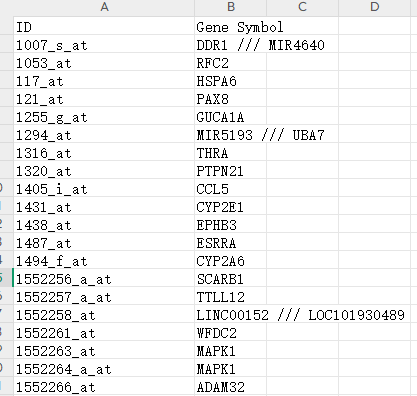 A B C D
ID Gene Symbol
1007_s_at DDR1 /// MIR4640
1053_at RFC2
117_at HSPA6
121_at PAX8
1255_g_at GUCA1A
1294_at MIR5193 /// UBA7
1316_at THRA
1320_at PTPN21
1405_i_at CCL5
1431_at CYP2E1
1438_at EPHB3
1487_at ESRRA
1494_f_at CYP2A6
1552256_a_at SCARB1
1552257_a_at TTLL12
1552258_at LINC00152 /// LOC101930489
1552261_at WFDC2
1552263_at MAPK1
1552264_a_at MAPK1
1552266_at ADAM32